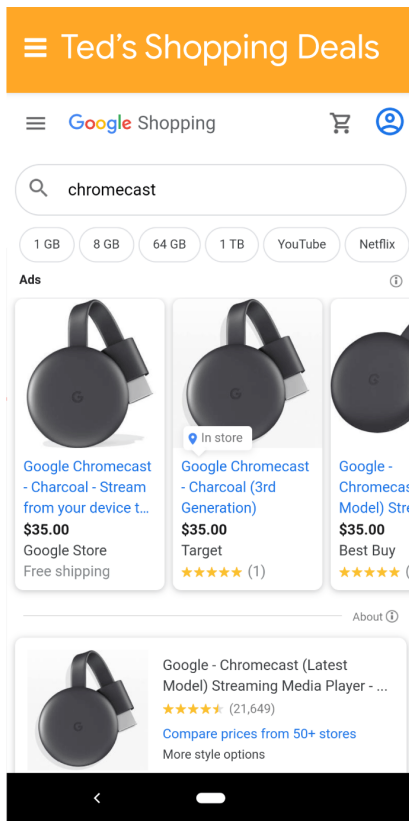 Ted's Shopping Deals
Google Shopping
chromecast
1 GB 8 GB 64 GB 1 TB YouTube Netflix
Ads
In store
Google Chromecast
- Charcoal - Stream
from your device t...
$35.00
Google Store
Free shipping
Google Chromecast
- Charcoal (3rd
Generation)
$35.00
Target
(1)
Google -
Chromecas
Model) Stre
$35.00
Best Buy
(
About
Google - Chromecast (Latest
Model) Streaming Media Player - ...
(21,649)
Compare prices from 50+ stores
More style options